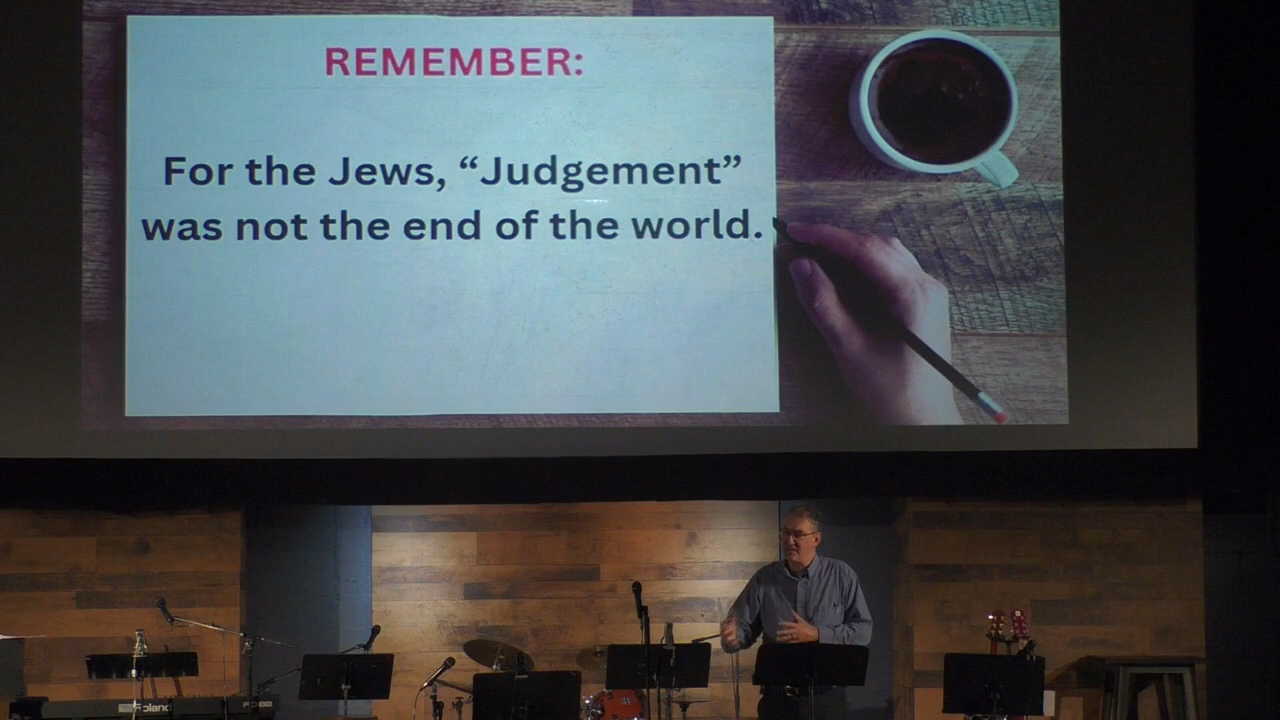 REMEMBER:
For the Jews, “Judgement”
was not the end of the world.
Roland